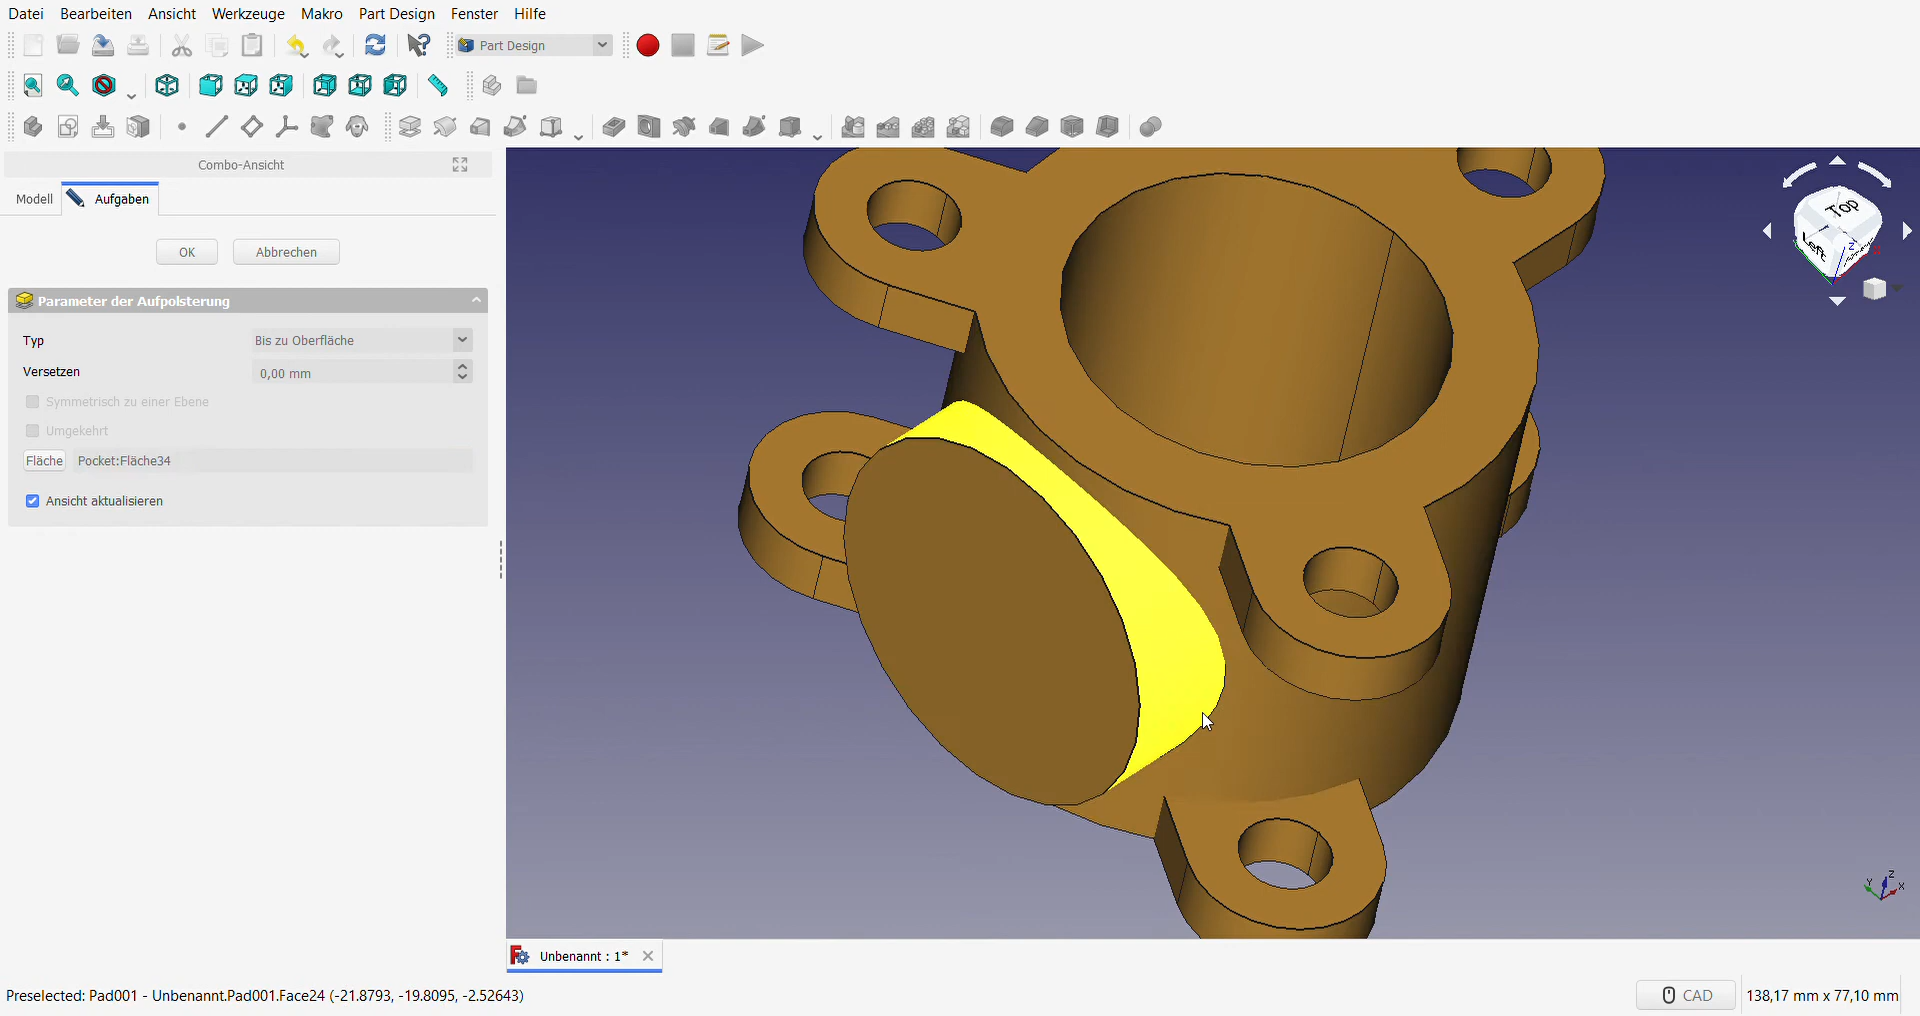 Datei Bearbeiten Ansicht Werkzeuge Makro Part Design Fenster Hilfe
Part Design
Combo-Ansicht
Modell Aufgaben
OK Abbrechen
Parameter der Aufpolsterung
Typ Bis zu Oberfläche
Versetzen 0,00 mm
Symmetrisch zu einer Ebene
Umgekehrt
Fläche Pocket:Fläche34
Ansicht aktualisieren
Top
Left
Z
Z
Y
X
Unbenannt : 1*
Preselected: Pad001 - Unbenannt.Pad001.Face24 (-21.8793, -19.8095, -2.52643)
CAD 138,17 mm x 77,10 mm